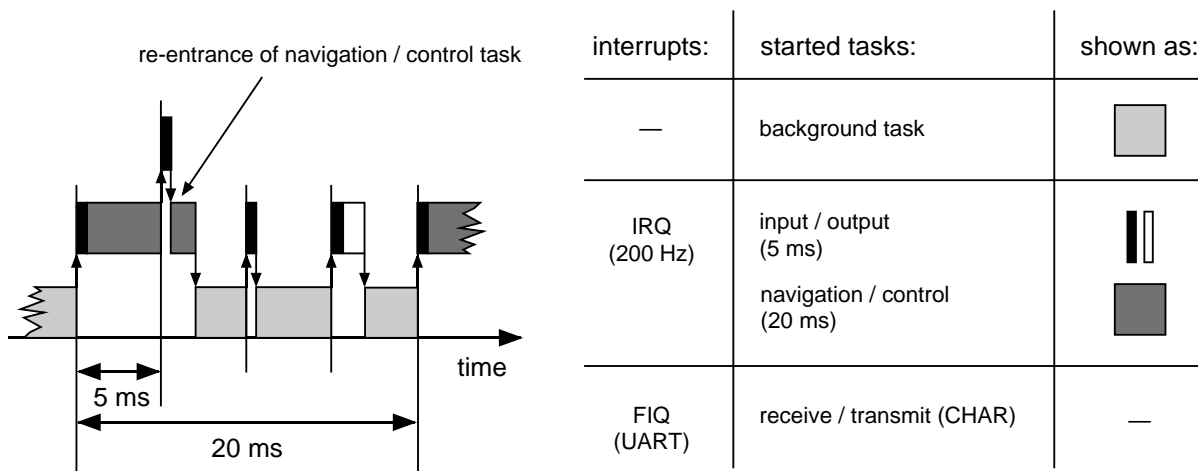 re-entrance of navigation / control task
time
5 ms
20 ms
interrupts:
started tasks:
shown as:
—
background task
IRQ
(200 Hz)
input / output
(5 ms)
navigation / control
(20 ms)
FIQ
(UART)
receive / transmit (CHAR)
—